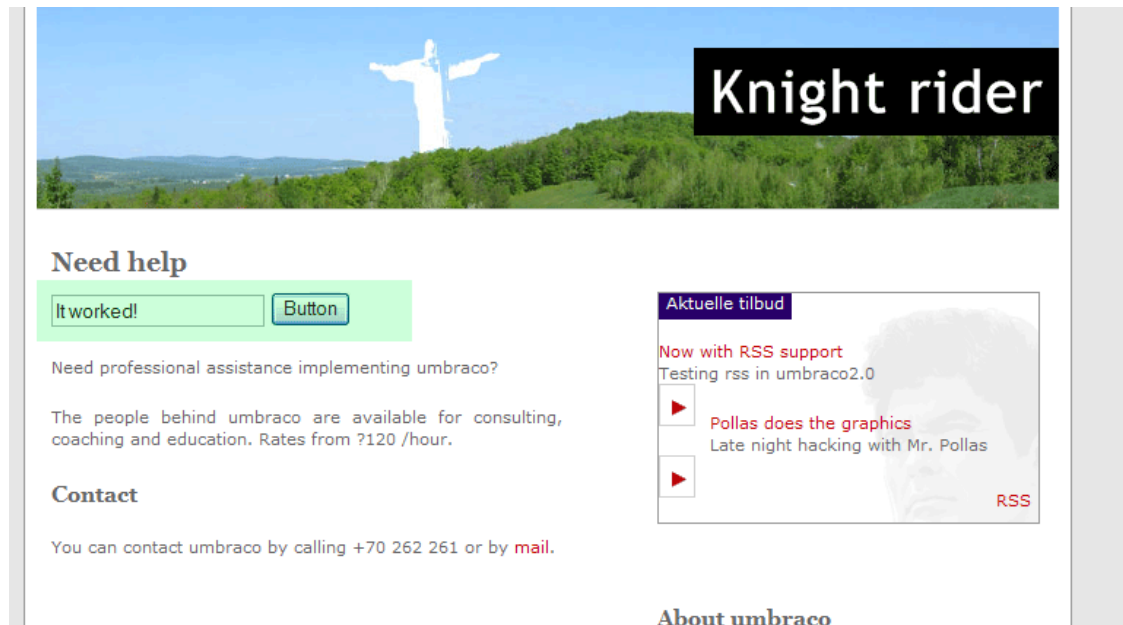 Knight rider
Need help
It worked!
Button
Need professional assistance implementing umbraco?
The people behind umbraco are available for consulting,
coaching and education. Rates from ?120 /hour.
Contact
You can contact umbraco by calling +70 262 261 or by mail.
Aktuelle tilbud
Now with RSS support
Testing rss in umbraco2.0
Pollas does the graphics
Late night hacking with Mr. Pollas
RSS
About umbraco